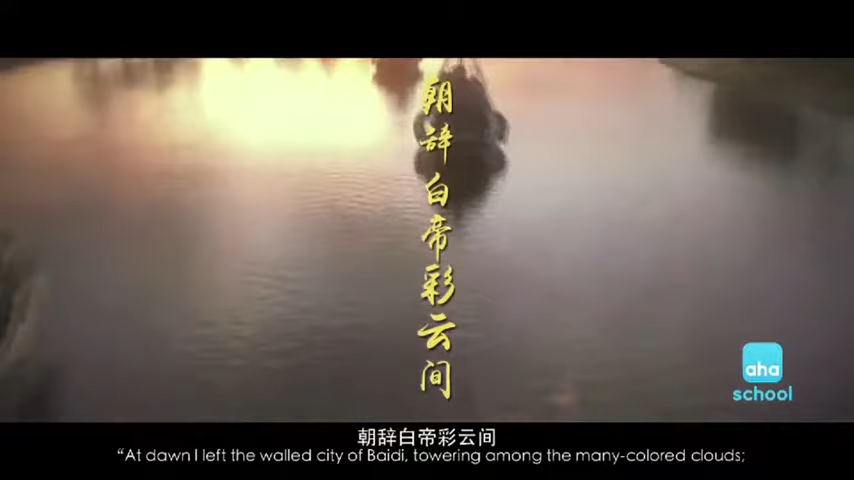 朝辞白帝彩云间
aha
school
朝辞白帝彩云间
“At dawn I left the walled city of Baidi, towering among the many-colored clouds;